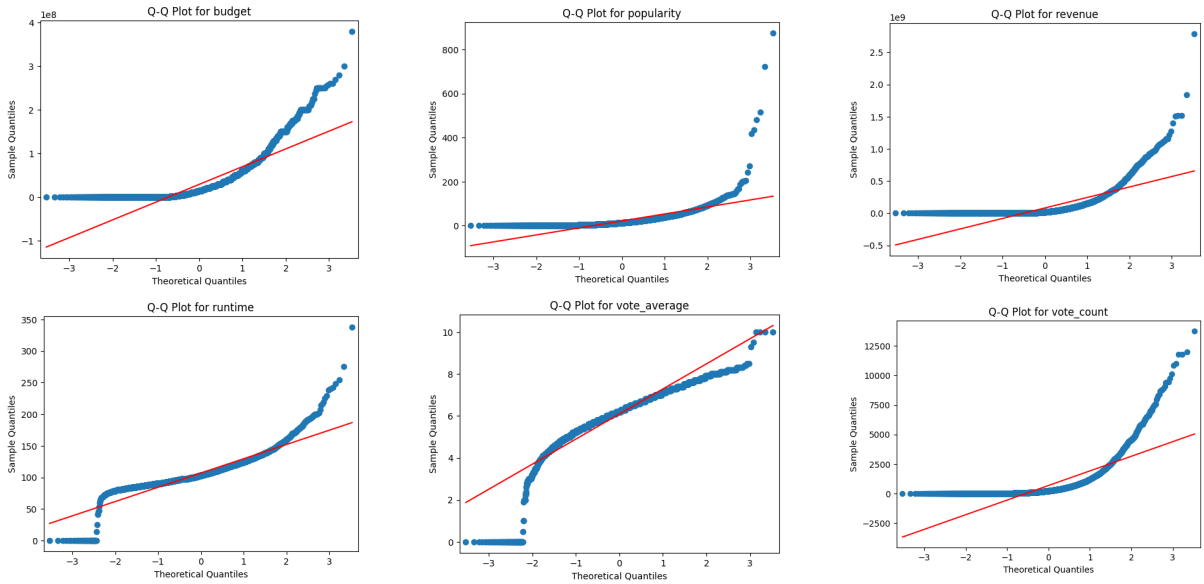 Q-Q Plot for budget
1e8
4
3
2
1
0
−1
Sample Quantiles
−3 −2 −1 0 1 2 3
Theoretical Quantiles
Q-Q Plot for popularity
800
600
400
200
0
Sample Quantiles
−3 −2 −1 0 1 2 3
Theoretical Quantiles
Q-Q Plot for revenue
1e9
2.5
2.0
1.5
1.0
0.5
0.0
−0.5
Sample Quantiles
−3 −2 −1 0 1 2 3
Theoretical Quantiles
Q-Q Plot for runtime
350
300
250
200
150
100
50
0
Sample Quantiles
−3 −2 −1 0 1 2 3
Theoretical Quantiles
Q-Q Plot for vote_average
10
8
6
4
2
0
Sample Quantiles
−3 −2 −1 0 1 2 3
Theoretical Quantiles
Q-Q Plot for vote_count
12500
10000
7500
5000
2500
0
−2500
Sample Quantiles
−3 −2 −1 0 1 2 3
Theoretical Quantiles